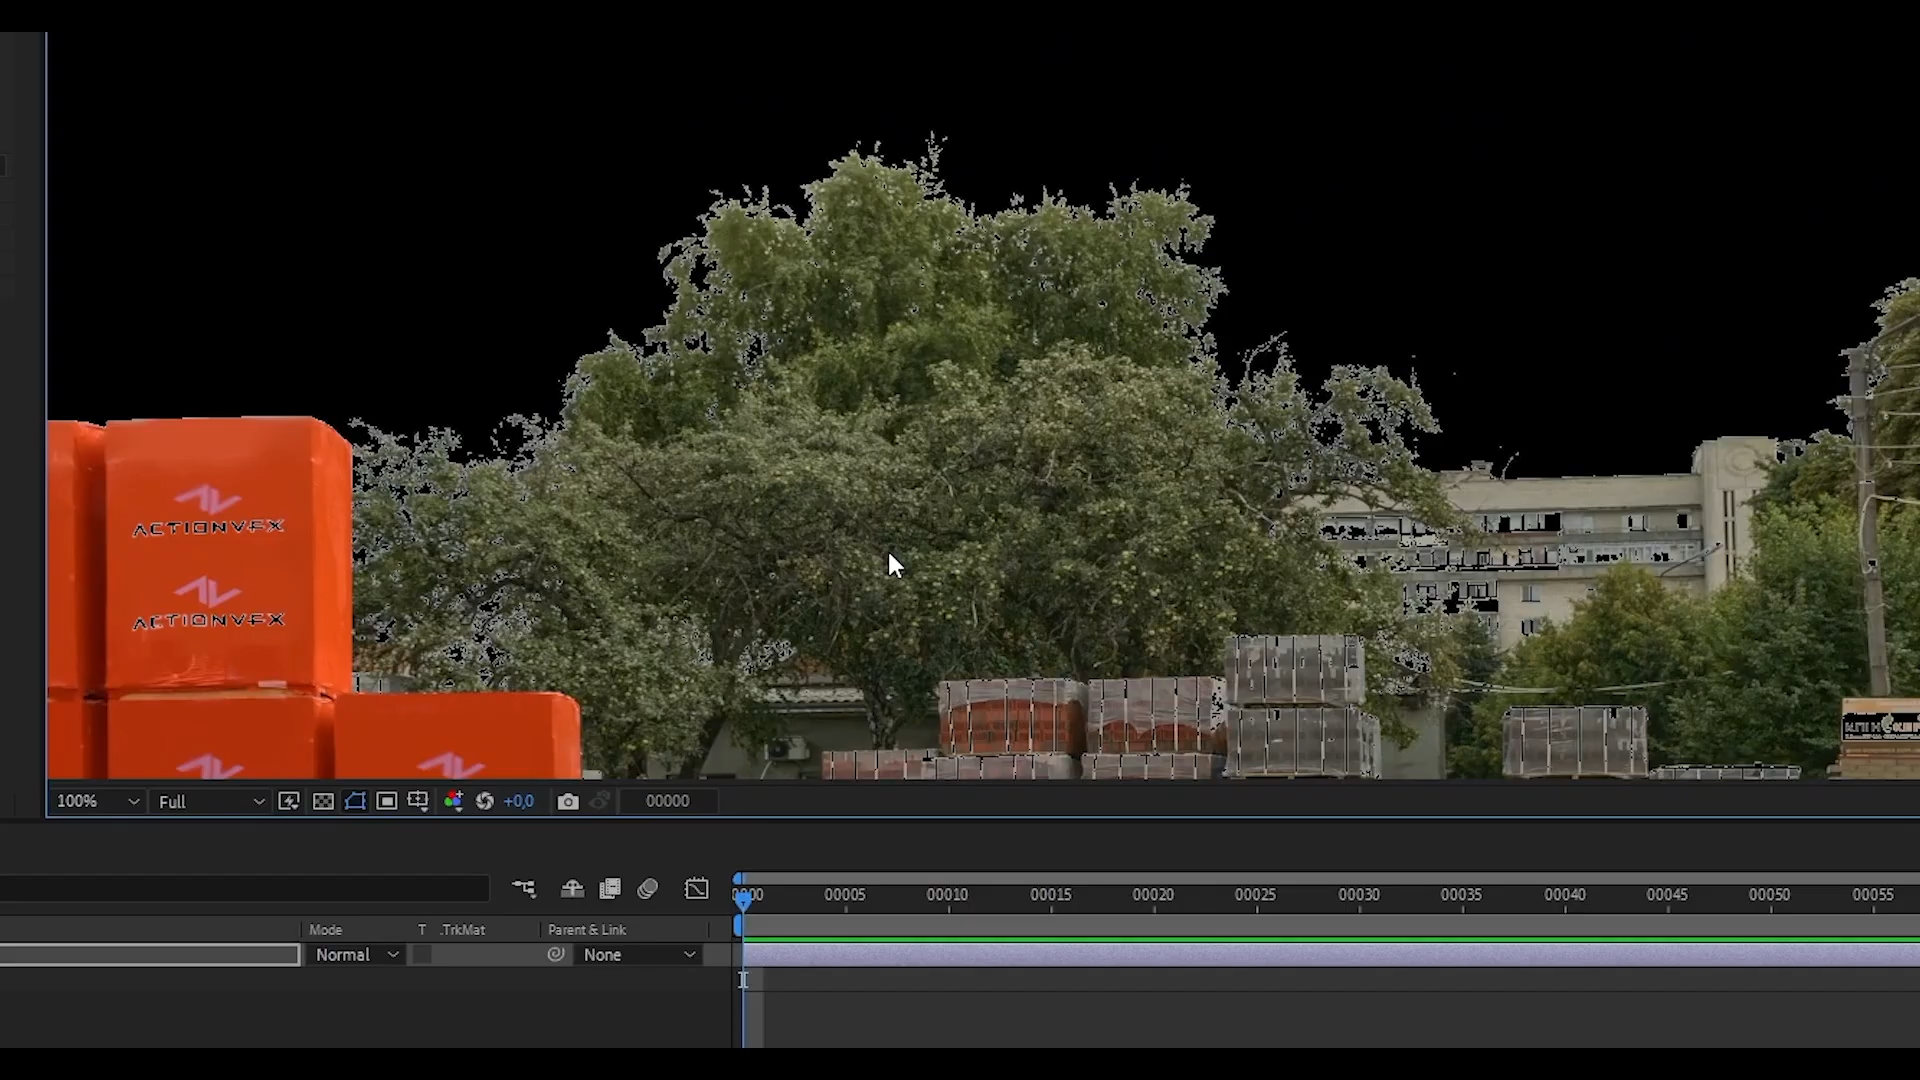 ACTIONVFX
ACTIONVFX
100%
Full
+0,0
00000
0000 00005 00010 00015 00020 00025 00030 00035 00040 00045 00050 00055
Mode T .TrkMat Parent & Link
Normal None